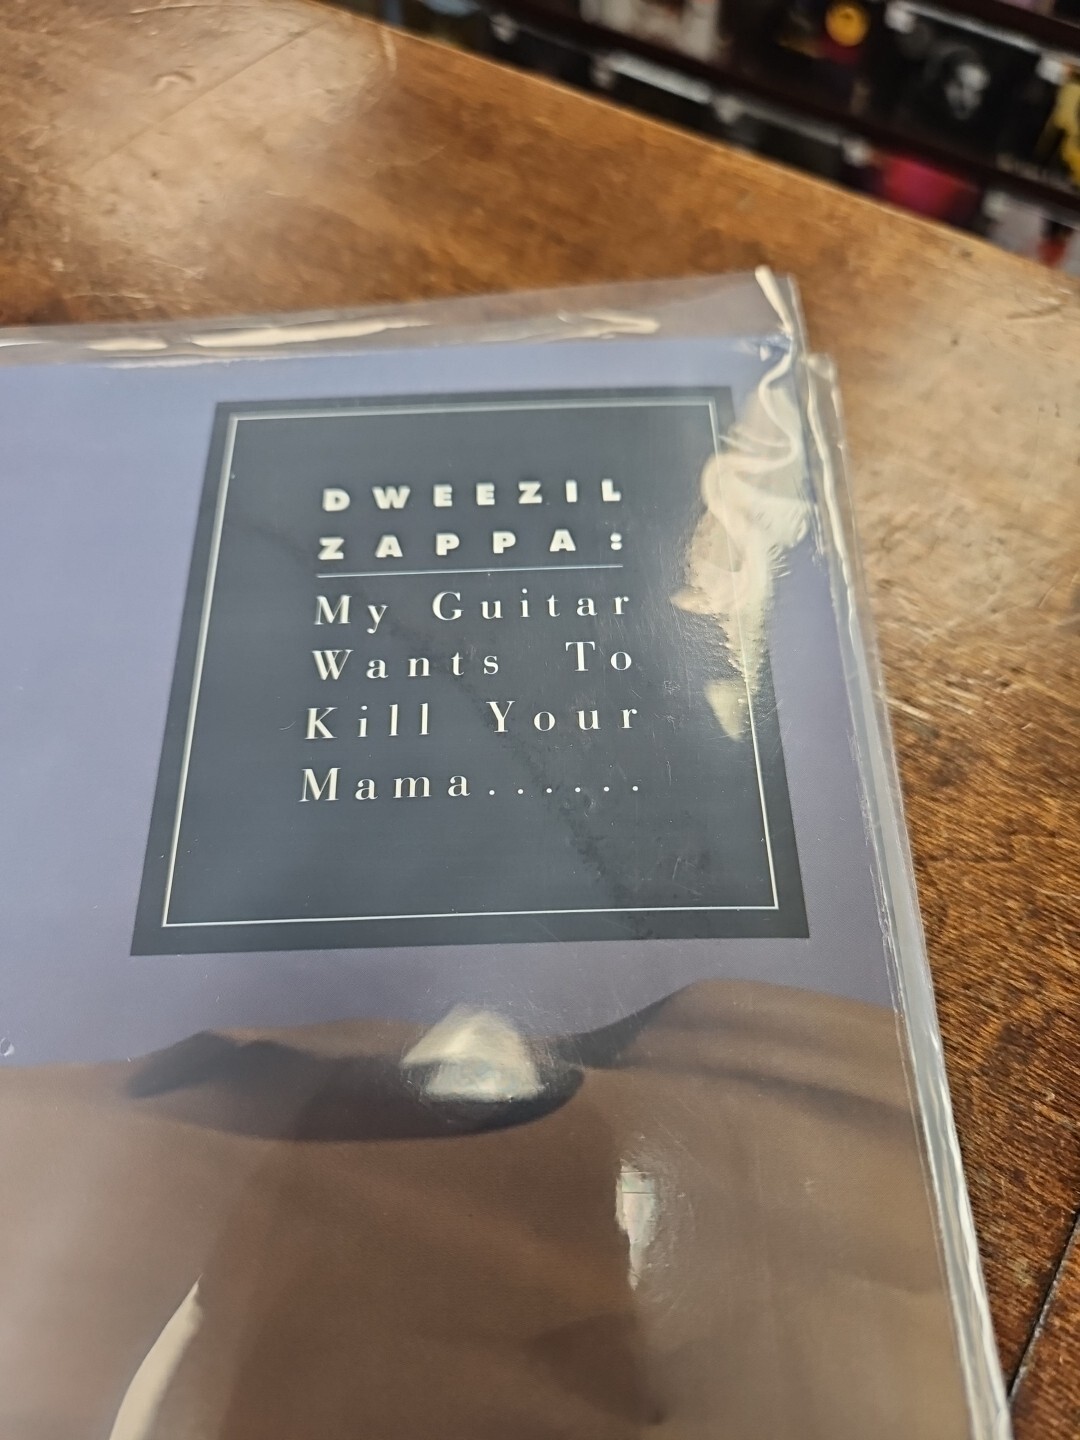 DWEEZIL
ZAPPA:
My Guitar
Wants To
Kill Your
Mama......